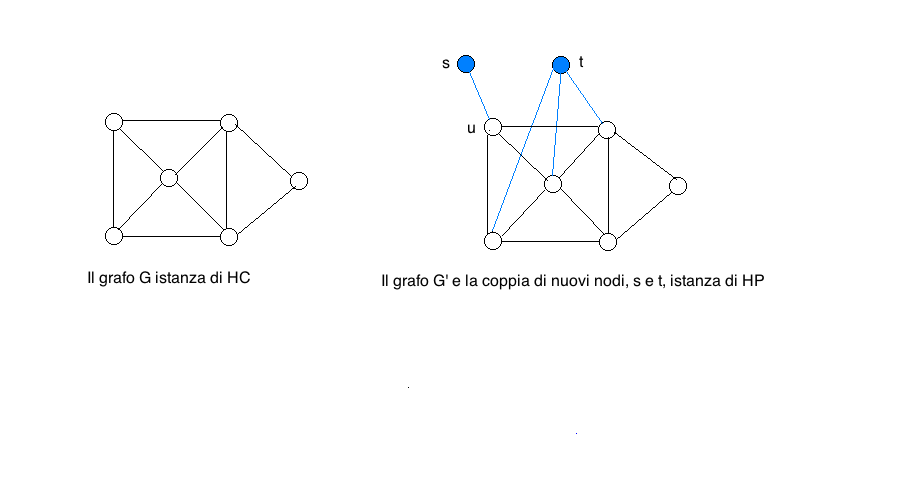 s
t
u
Il grafo G istanza di HC
Il grafo G' e la coppia di nuovi nodi, s e t, istanza di HP